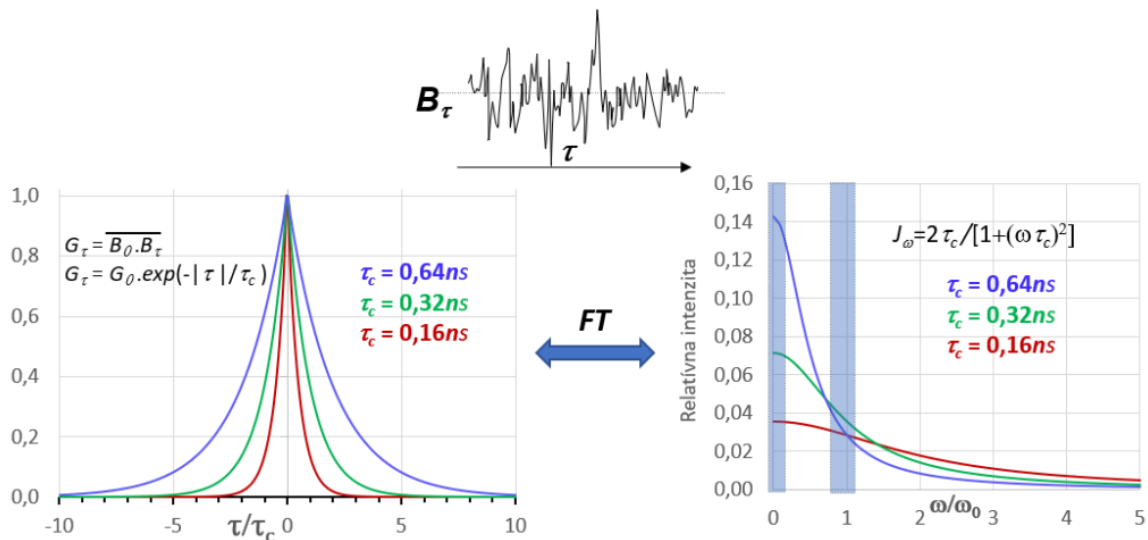 Bτ
τ
1,0
0,8
0,6
0,4
0,2
0,0
-10
-5
0
5
10
τ/τc
Gτ = B0.Bτ
Gτ = G0.exp(-| τ |/τc)
τc = 0,64ns
τc = 0,32ns
τc = 0,16ns
FT
Relatívna intenzita
0,16
0,14
0,12
0,10
0,08
0,06
0,04
0,02
0,00
0
1
2
3
4
5
ω/ω0
Jω=2τc/[1+(ωτc)²]
τc = 0,64ns
τc = 0,32ns
τc = 0,16ns